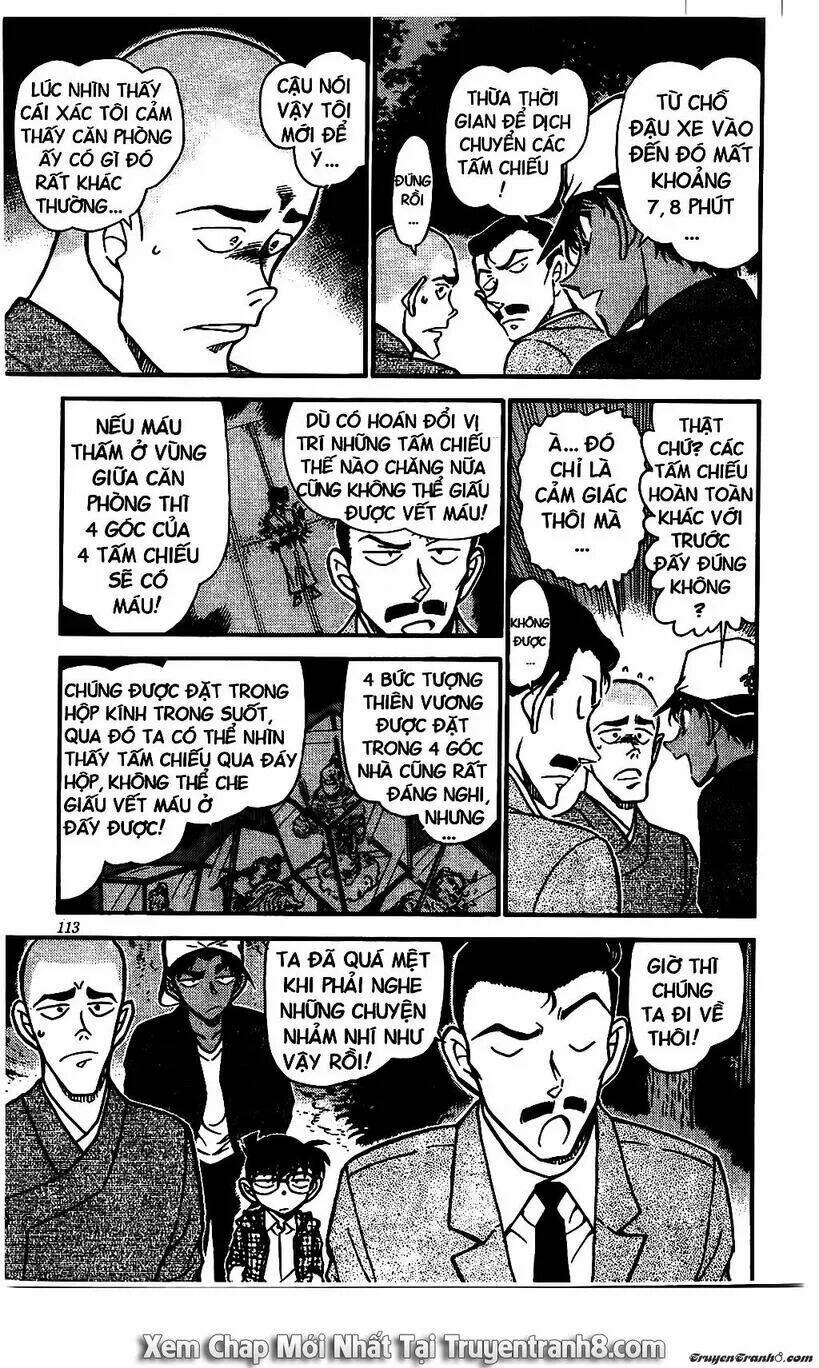 TỪ CHỖ
ĐẬU XE VÀO
ĐẾN ĐÓ MẤT
KHOẢNG
7, 8 PHÚT
...
THỪA THỜI
GIAN ĐỂ DỊCH
CHUYỂN CÁC
TẤM CHIẾU
!
ĐÚNG
RỒI
...
CẬU NÓI
VẬY TÔI
MỚI ĐỂ
Ý...
LÚC NHÌN THẤY
CÁI XÁC TÔI CẢM
THẤY CĂN PHÒNG
ẤY CÓ GÌ ĐÓ
RẤT KHÁC
THƯỜNG...
THẬT
CHỨ? CÁC
TẤM CHIẾU
HOÀN TOÀN
KHÁC VỚI
TRƯỚC
ĐẤY ĐÚNG
KHÔNG
?
À... ĐÓ
CHỈ LÀ
CẢM GIÁC
THÔI MÀ
...
KHÔNG
ĐƯỢC
...
DÙ CÓ HOÁN ĐỔI VỊ
TRÍ NHỮNG TẤM CHIẾU
THẾ NÀO CHĂNG NỮA
CŨNG KHÔNG THỂ GIẤU
ĐƯỢC VẾT MÁU!
NẾU MÁU
THẤM Ở VÙNG
GIỮA CĂN
PHÒNG THÌ
4 GÓC CỦA
4 TẤM CHIẾU
SẼ CÓ
MÁU!
4 BỨC TƯỢNG
THIÊN VƯƠNG
ĐƯỢC ĐẶT
TRONG 4 GÓC
NHÀ CŨNG RẤT
ĐÁNG NGHI,
NHƯNG
...
CHÚNG ĐƯỢC ĐẶT TRONG
HỘP KÍNH TRONG SUỐT,
QUA ĐÓ TA CÓ THỂ NHÌN
THẤY TẤM CHIẾU QUA ĐÁY
HỘP, KHÔNG THỂ CHE
GIẤU VẾT MÁU Ở
ĐẤY ĐƯỢC!
113
GIỜ THÌ
CHÚNG
TA ĐI VỀ
THÔI!
TA ĐÃ QUÁ MỆT
KHI PHẢI NGHE
NHỮNG CHUYỆN
NHẢM NHÍ NHƯ
VẬY RỒI!
Xem Chap Mới Nhất Tại Truyentranh8.com
TruyenTranh8.com